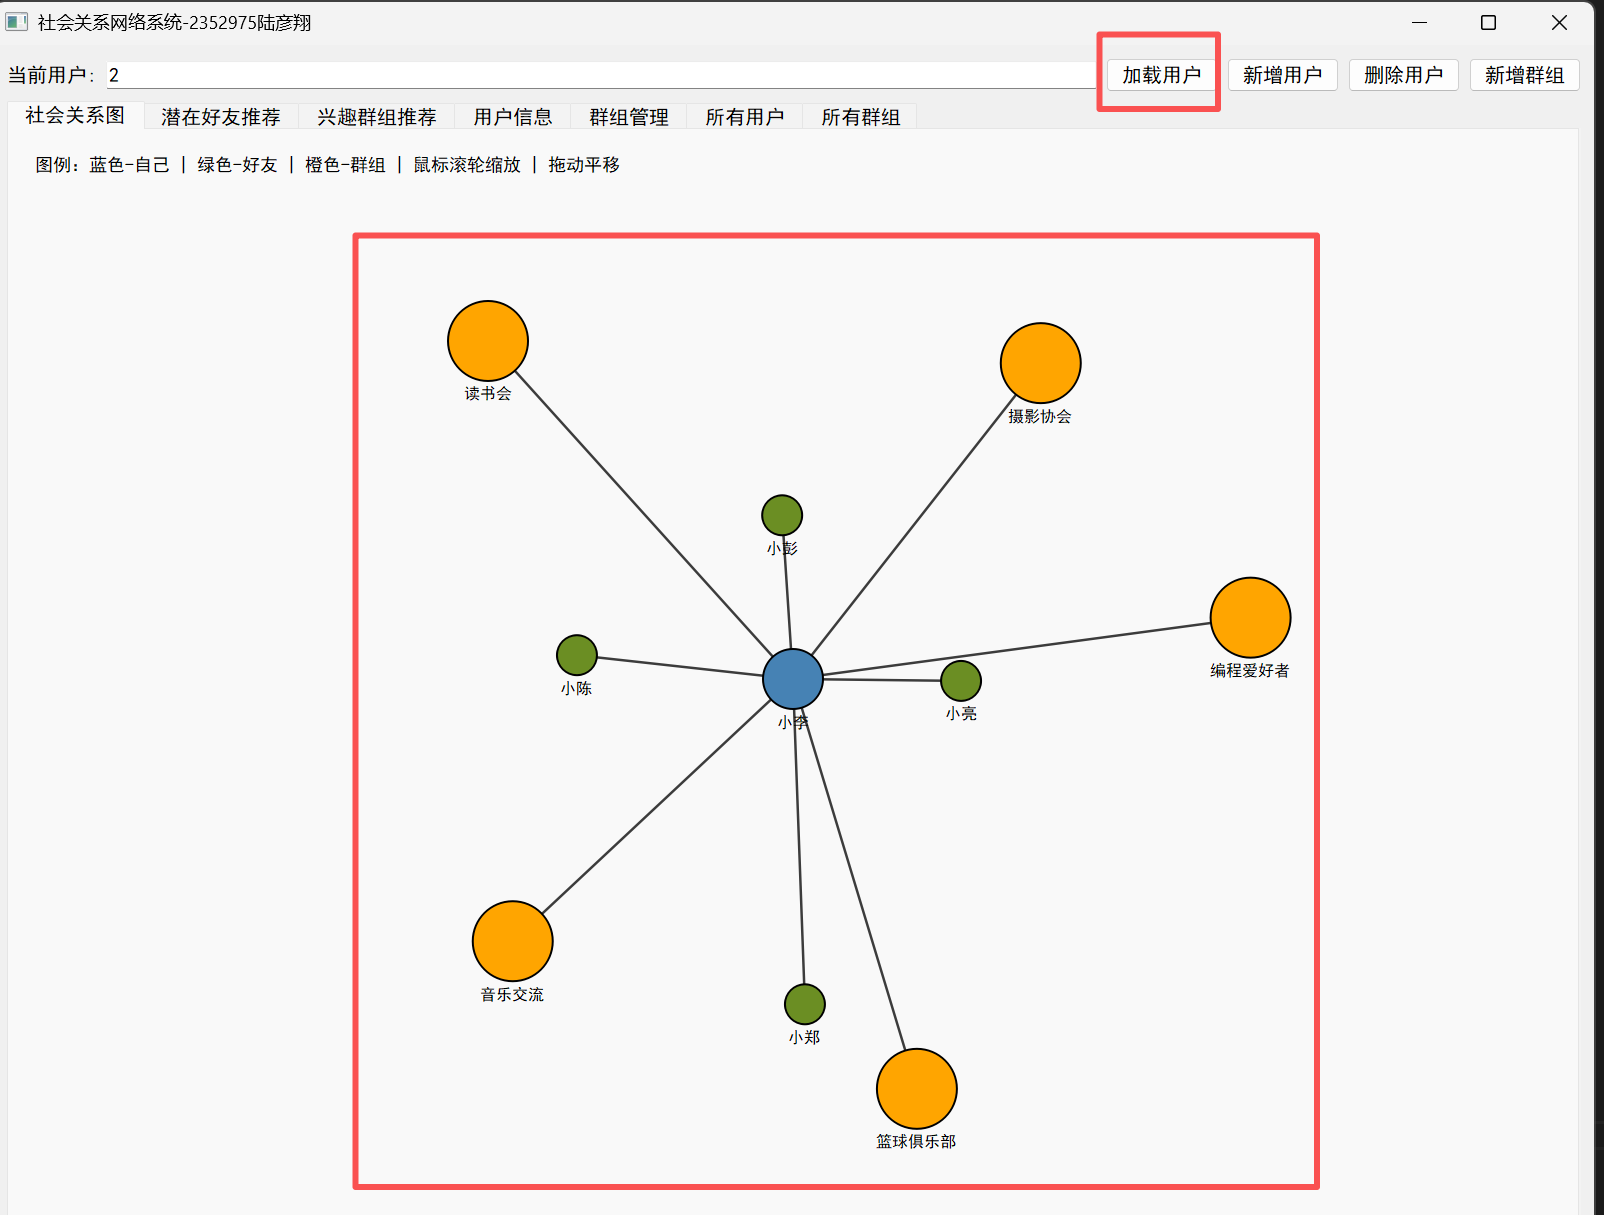 社会关系网络系统-2352975陆彦翔
当前用户: 2 加载用户 新增用户 删除用户 新增群组
社会关系图 潜在好友推荐 兴趣群组推荐 用户信息 群组管理 所有用户 所有群组
图例: 蓝色-自己 | 绿色-好友 | 橙色-群组 | 鼠标滚轮缩放 | 拖动平移
读书会
摄影协会
小彭
编程爱好者
小陈
小亮
小李
音乐交流
小郑
篮球俱乐部